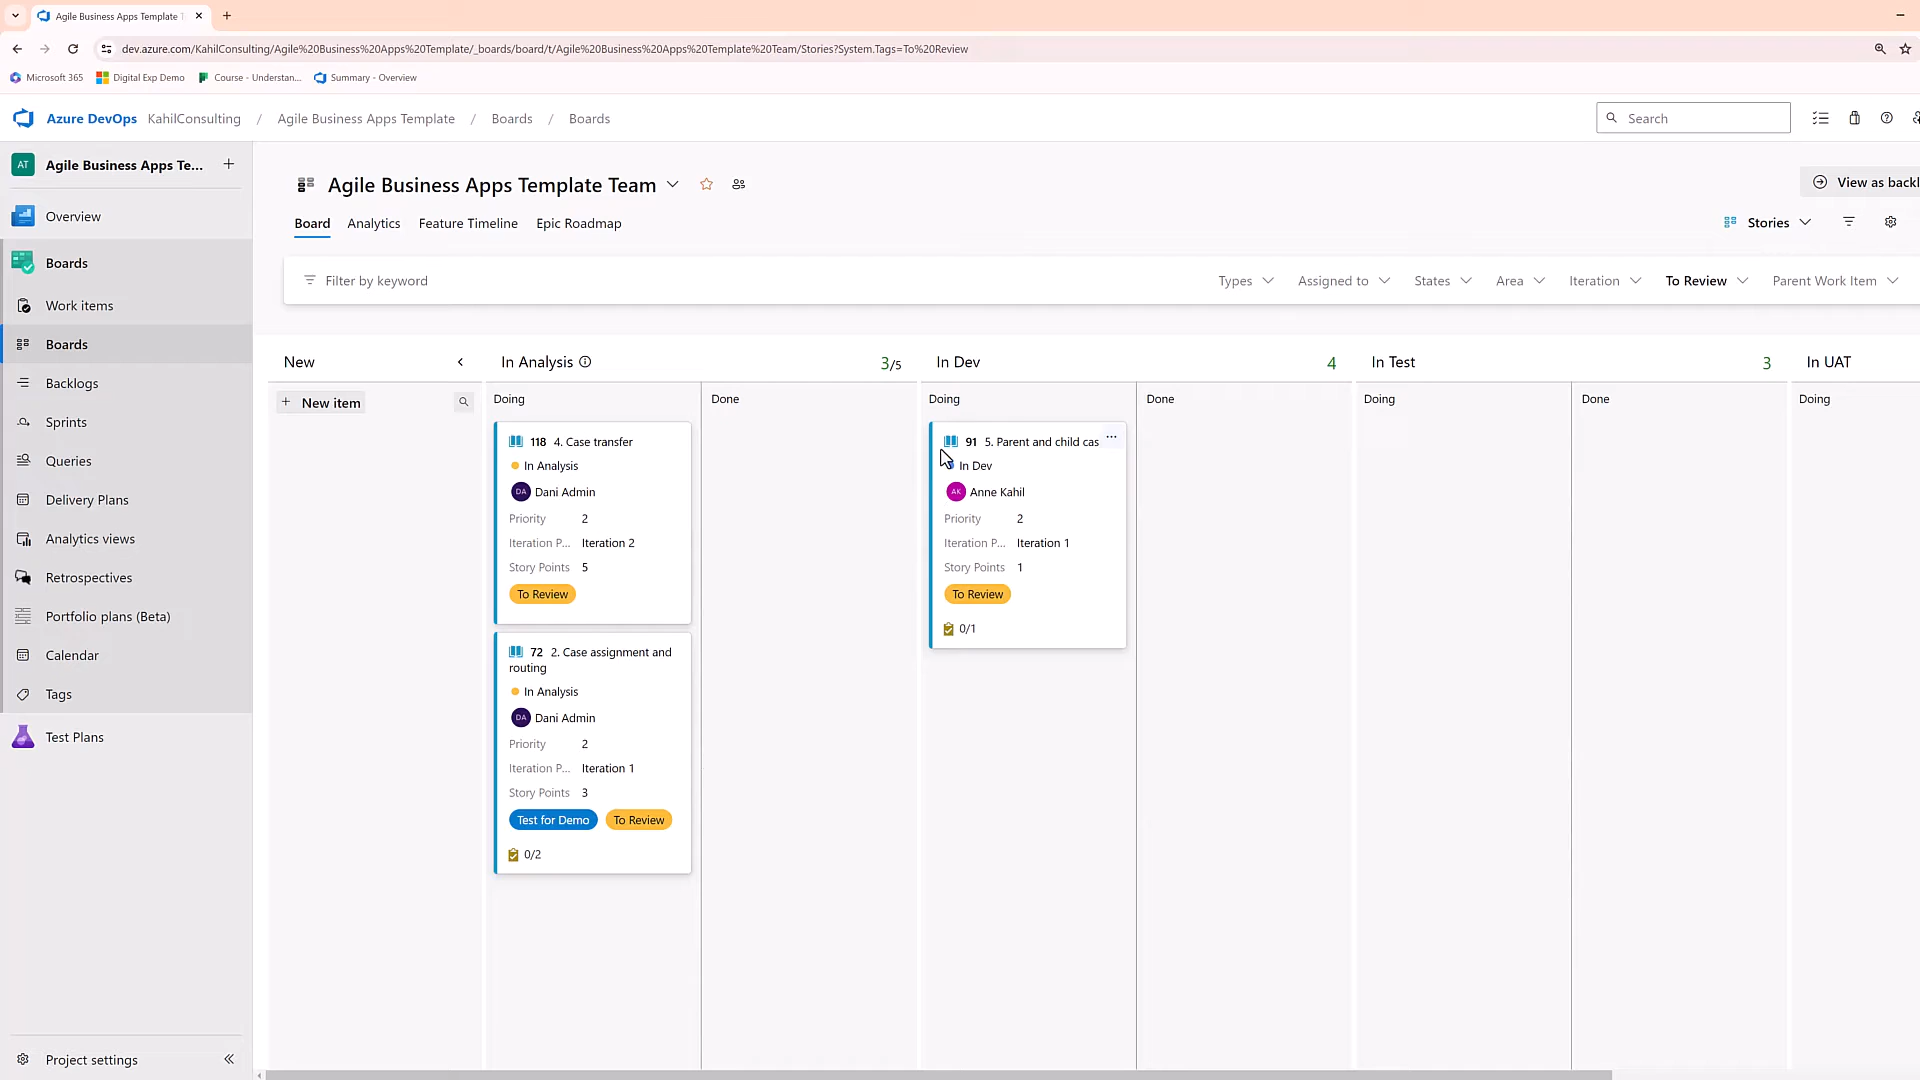 Agile Business Apps Template T
dev.azure.com/KahilConsulting/Agile%20Business%20Apps%20Template/_boards/board/t/Agile%20Business%20Apps%20Template%20Team/Stories?System.Tags=To%20Review
Microsoft 365 Digital Exp Demo Course - Understan... Summary - Overview
Azure DevOps KahilConsulting / Agile Business Apps Template / Boards / Boards Search
AT Agile Business Apps Te...
Overview
Boards
Work items
Boards
Backlogs
Sprints
Queries
Delivery Plans
Analytics views
Retrospectives
Portfolio plans (Beta)
Calendar
Tags
Test Plans
Project settings
Agile Business Apps Template Team
View as backl
Board Analytics Feature Timeline Epic Roadmap
Stories
Filter by keyword Types Assigned to States Area Iteration To Review Parent Work Item
New
New item
In Analysis 3/5
Doing Done
118 4. Case transfer
In Analysis
DA Dani Admin
Priority 2
Iteration P... Iteration 2
Story Points 5
To Review
72 2. Case assignment and
routing
In Analysis
DA Dani Admin
Priority 2
Iteration P... Iteration 1
Story Points 3
Test for Demo To Review
0/2
In Dev 4
Doing Done
91 5. Parent and child cas
In Dev
AK Anne Kahil
Priority 2
Iteration P... Iteration 1
Story Points 1
To Review
0/1
In Test 3
Doing Done
In UAT
Doing